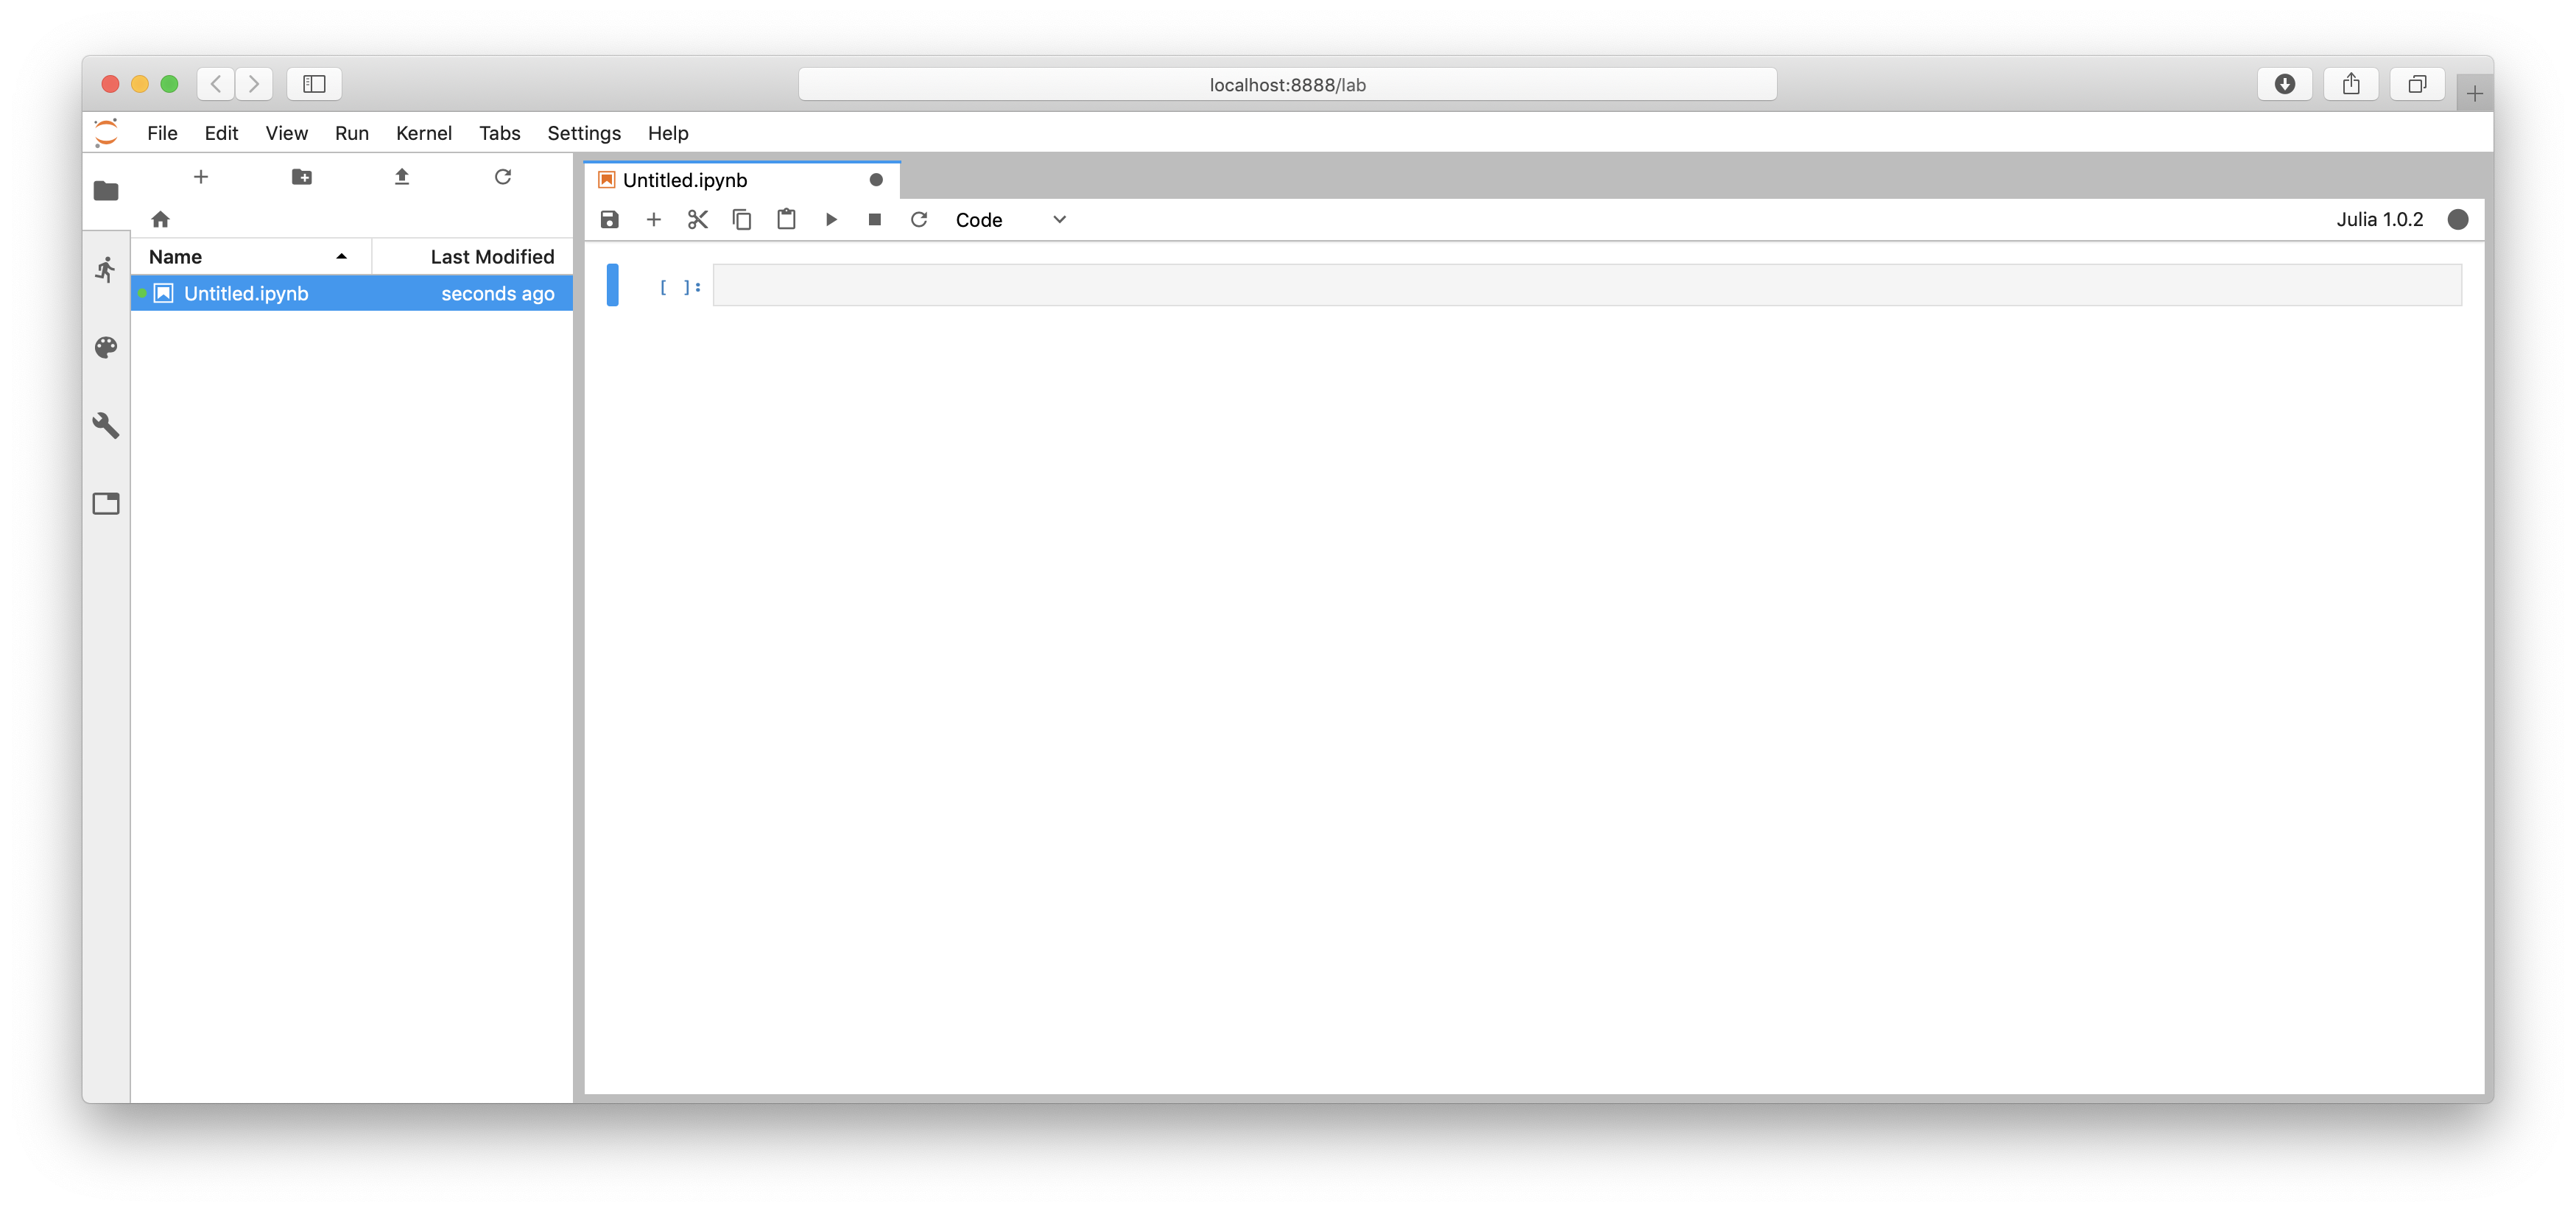 localhost:8888/lab
File Edit View Run Kernel Tabs Settings Help
Untitled.ipynb
Code
Julia 1.0.2
Name Last Modified
Untitled.ipynb seconds ago
[ ]: